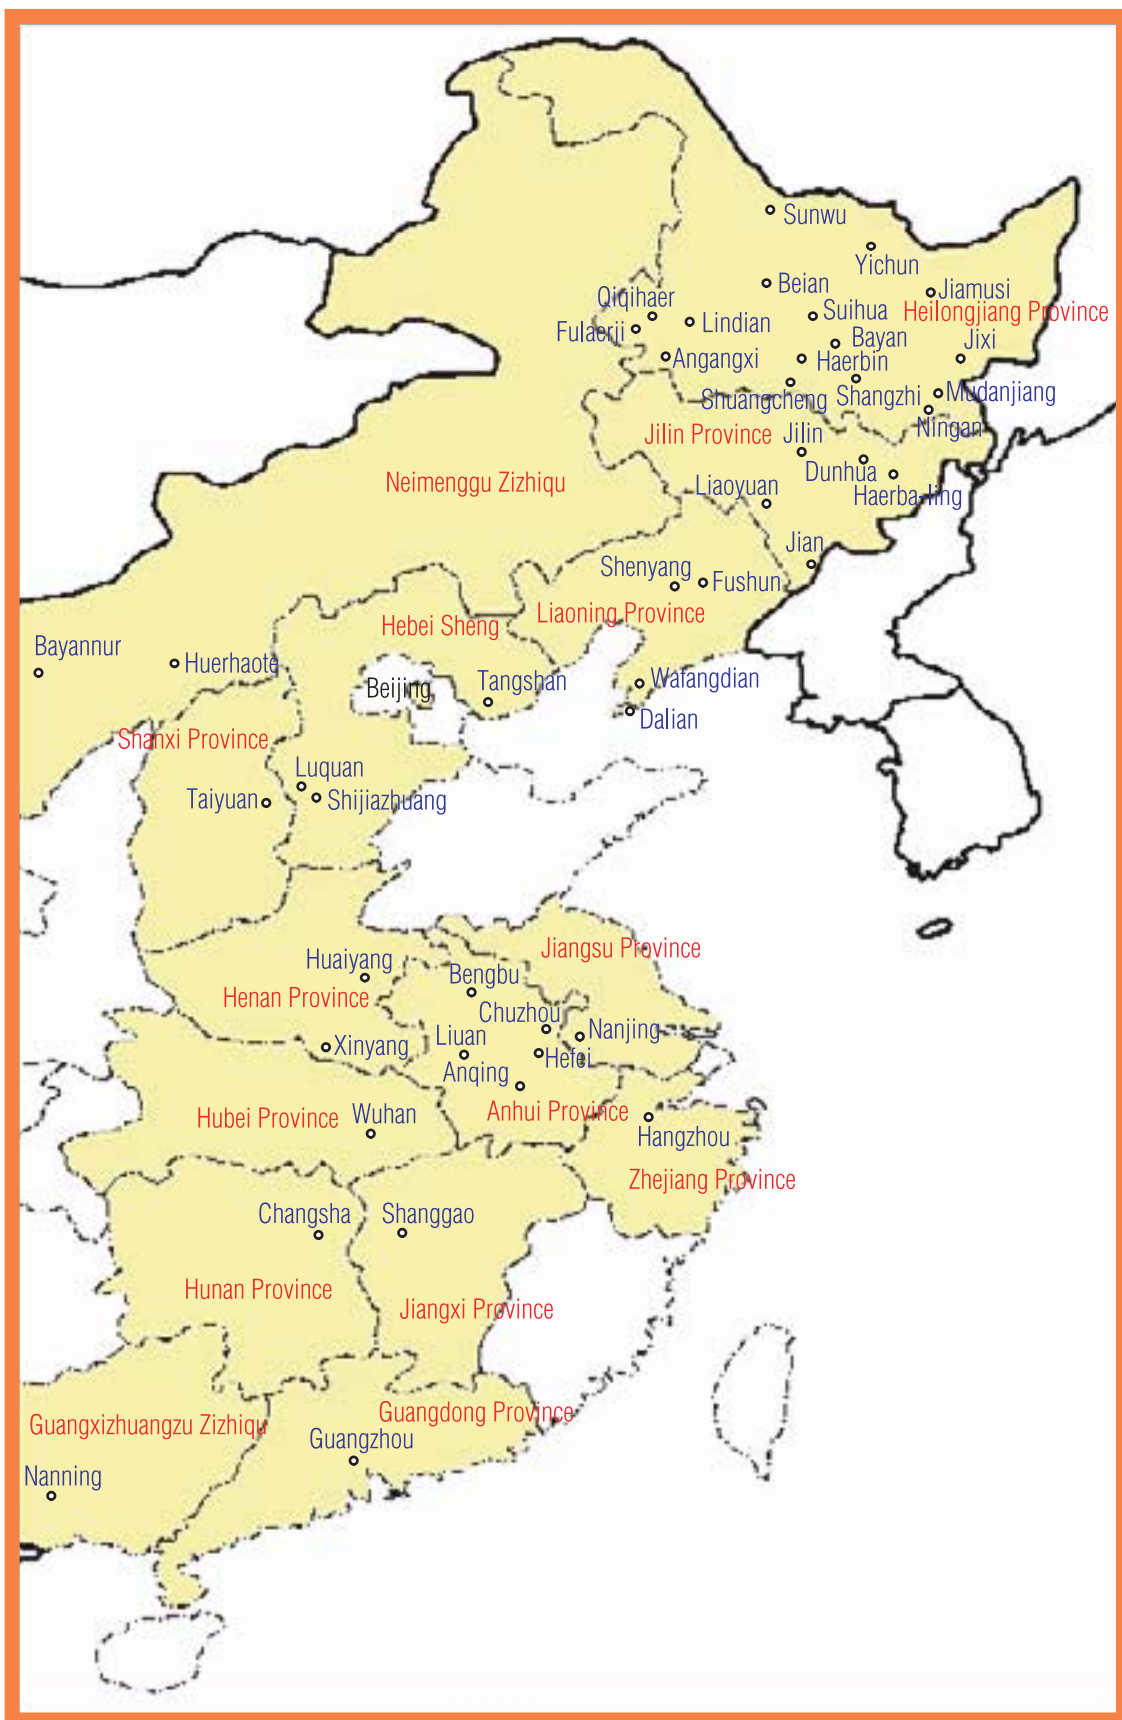 Sunwu
Yichun
Beian
Jiamusi
Qiqihaer
Suihua
Heilongjiang Province
Fulaerji
Lindian
Bayan
Jixi
Angangxi
Haerbin
Shuangcheng
Shangzhi
Mudanjiang
Ningan
Jilin Province
Jilin
Dunhua
Neimenggu Zizhiqu
Liaoyuan
Haerba-ling
Jian
Shenyang
Fushun
Hebei Sheng
Liaoning Province
Bayannur
Huerhaote
Beijing
Tangshan
Wafangdian
Dalian
Shanxi Province
Luquan
Taiyuan
Shijiazhuang
Jiangsu Province
Huaiyang
Bengbu
Henan Province
Chuzhou
Nanjing
Xinyang
Liuan
Hefei
Anqing
Hubei Province
Wuhan
Anhui Province
Hangzhou
Zhejiang Province
Changsha
Shanggao
Hunan Province
Jiangxi Province
Guangxizhuangzu Zizhiqu
Guangdong Province
Guangzhou
Nanning